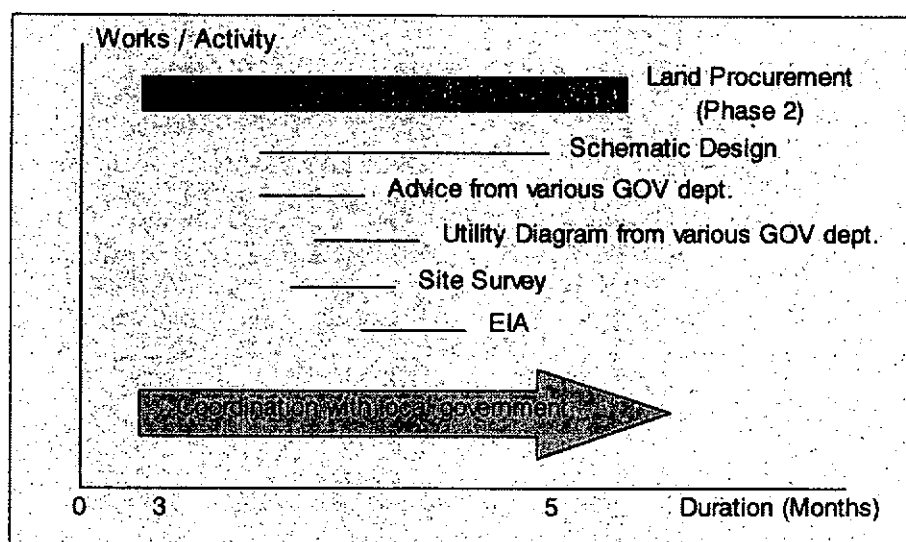 Works / Activity
Land Procurement
(Phase 2)
Schematic Design
Advice from various GOV dept.
Utility Diagram from various GOV dept.
Site Survey
EIA
Coordination with local government
0 3 5 Duration (Months)